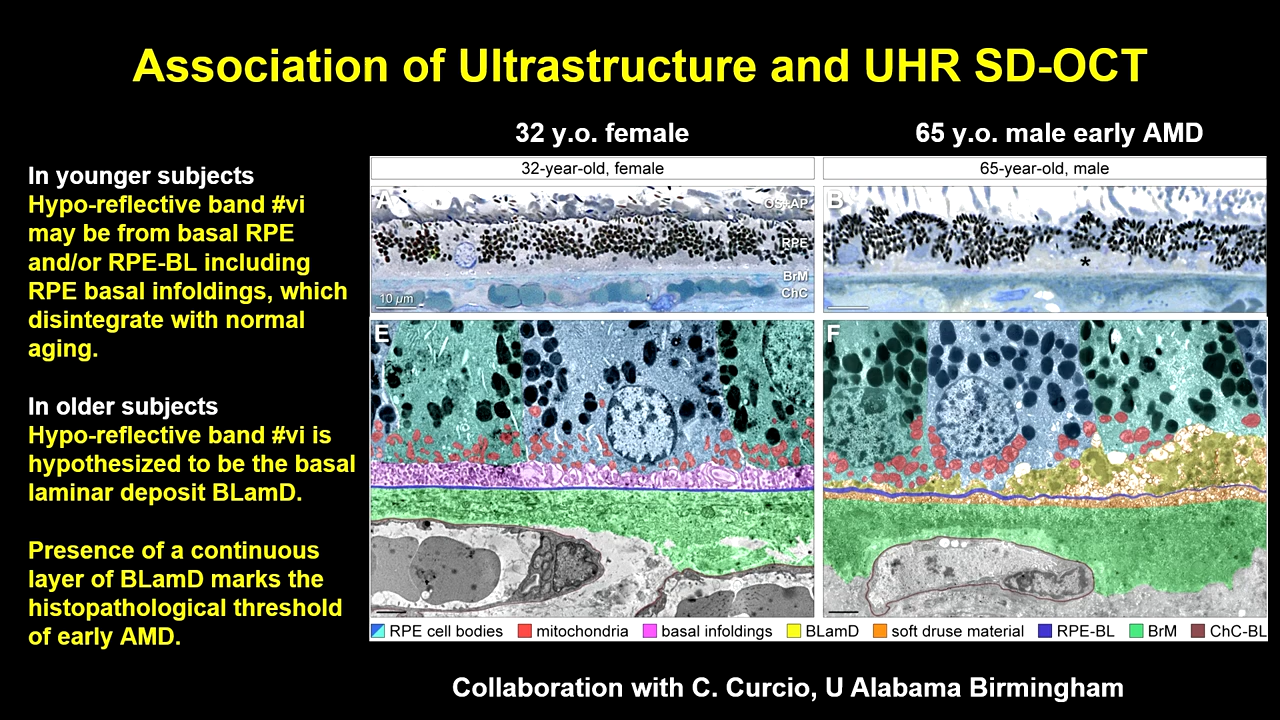 Association of Ultrastructure and UHR SD-OCT
32 y.o. female
65 y.o. male early AMD
In younger subjects
Hypo-reflective band #vi
may be from basal RPE
and/or RPE-BL including
RPE basal infoldings, which
disintegrate with normal
aging.
In older subjects
Hypo-reflective band #vi is
hypothesized to be the basal
laminar deposit BLamD.
Presence of a continuous
layer of BLamD marks the
histopathological threshold
of early AMD.
32-year-old, female
65-year-old, male
A
OS+AP
RPE
BrM
ChC
10 µm
B
*
E
F
RPE cell bodies
mitochondria
basal infoldings
BLamD
soft druse material
RPE-BL
BrM
ChC-BL
Collaboration with C. Curcio, U Alabama Birmingham